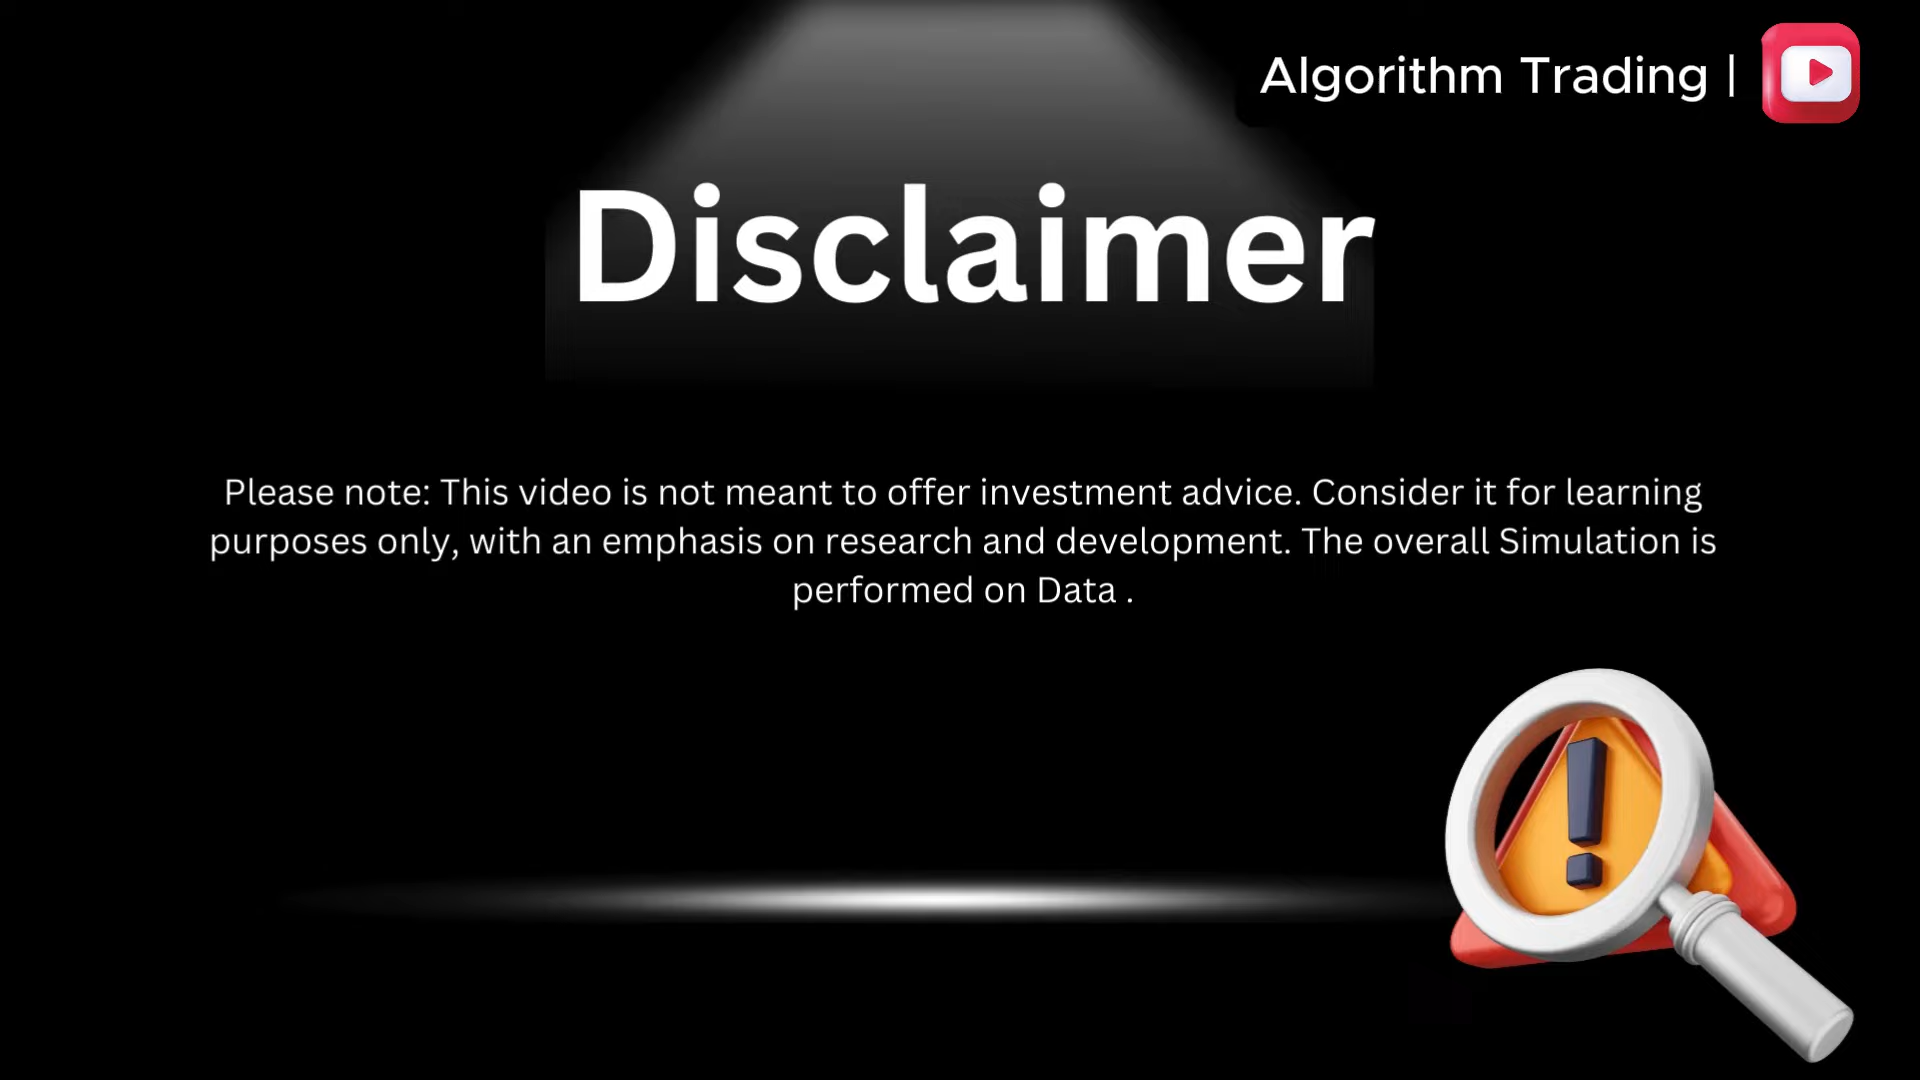 Algorithm Trading |
Disclaimer
Please note: This video is not meant to offer investment advice. Consider it for learning
purposes only, with an emphasis on research and development. The overall Simulation is
performed on Data .